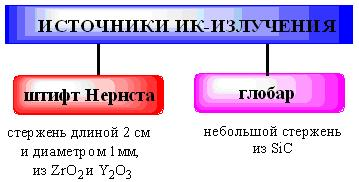 ИСТОЧНИКИ ИК-ИЗЛУЧЕНИЯ
штифт Нернста
глобар
стержень длиной 2 см
и диаметром 1мм,
из ZrO2 и Y2O3
небольшой стержень
из SiC